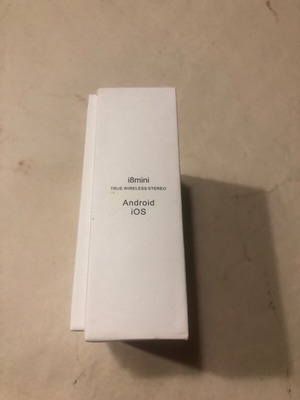 i8mini
TRUE WIRELESS STEREO
Android
iOS